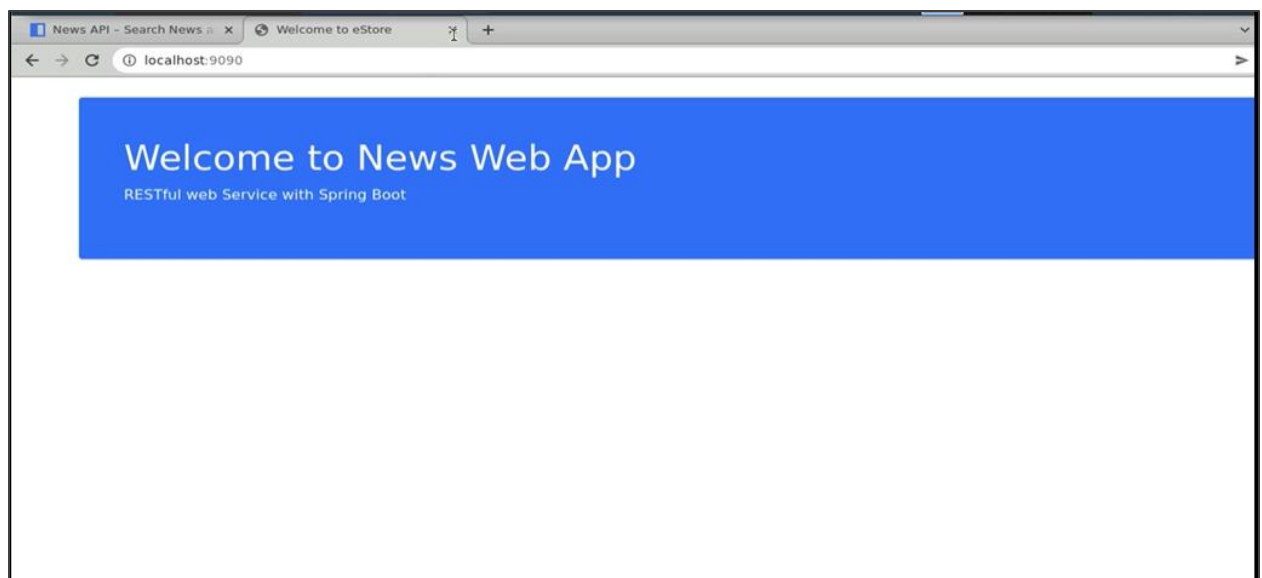 News API – Search News a
Welcome to eStore
localhost:9090
Welcome to News Web App
RESTful web Service with Spring Boot